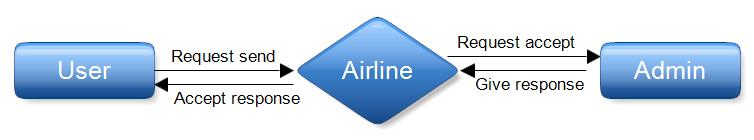 User
Request send
Accept response
Airline
Request accept
Give response
Admin